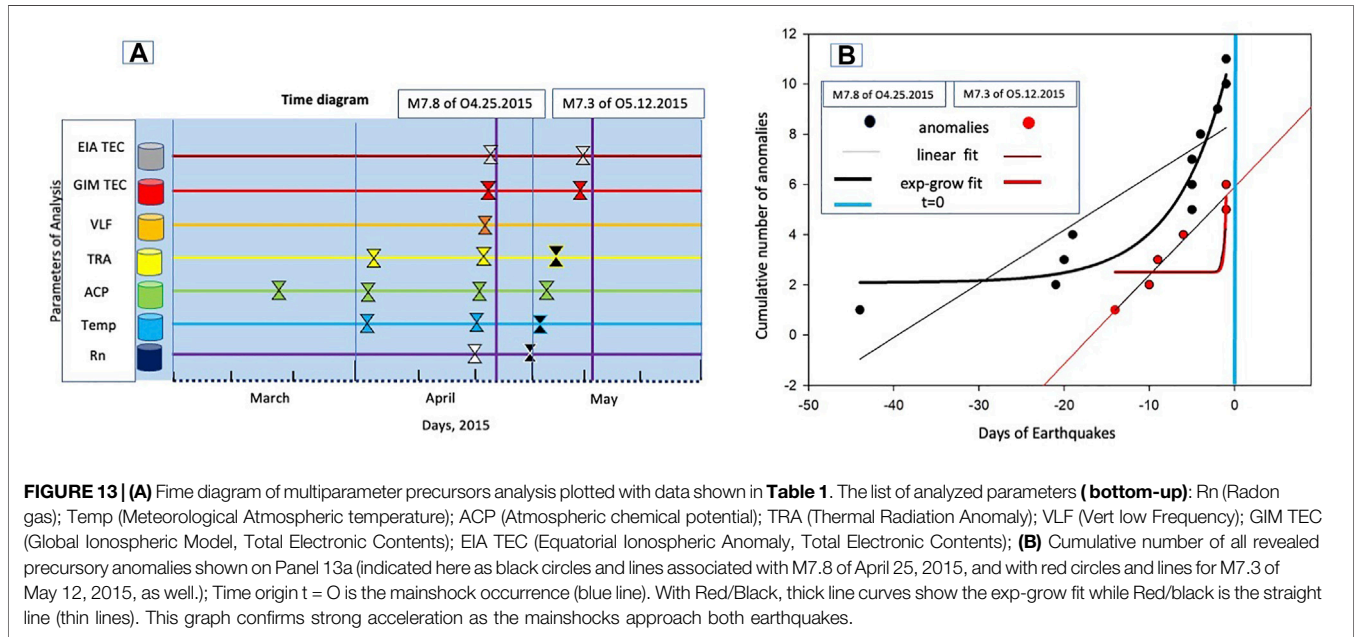 A
Time diagram
M7.8 of O4.25.2015
M7.3 of O5.12.2015
Parameters of Analysis
EIA TEC
GIM TEC
VLF
TRA
ACP
Temp
Rn
March
April
May
Days, 2015
B
M7.8 of O4.25.2015
M7.3 of O5.12.2015
anomalies
linear fit
exp-grow fit
t=0
Cumulative number of anomalies
12
10
8
6
4
2
0
-2
-50
-40
-30
-20
-10
0
Days of Earthquakes
FIGURE 13 | (A) Fime diagram of multiparameter precursors analysis plotted with data shown in Table 1. The list of analyzed parameters ( bottom-up): Rn (Radon
gas); Temp (Meteorological Atmospheric temperature); ACP (Atmospheric chemical potential); TRA (Thermal Radiation Anomaly); VLF (Vert low Frequency); GIM TEC
(Global Ionospheric Model, Total Electronic Contents); EIA TEC (Equatorial Ionospheric Anomaly, Total Electronic Contents); (B) Cumulative number of all revealed
precursory anomalies shown on Panel 13a (indicated here as black circles and lines associated with M7.8 of April 25, 2015, and with red circles and lines for M7.3 of
May 12, 2015, as well.); Time origin t = O is the mainshock occurrence (blue line). With Red/Black, thick line curves show the exp-grow fit while Red/black is the straight
line (thin lines). This graph confirms strong acceleration as the mainshocks approach both earthquakes.